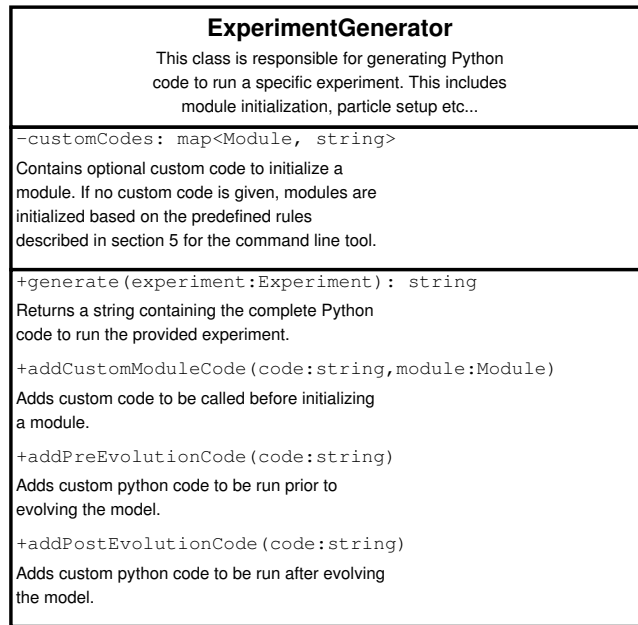 ExperimentGenerator
This class is responsible for generating Python
code to run a specific experiment. This includes
module initialization, particle setup etc...
-customCodes: map<Module, string>
Contains optional custom code to initialize a
module. If no custom code is given, modules are
initialized based on the predefined rules
described in section 5 for the command line tool.
+generate(experiment:Experiment): string
Returns a string containing the complete Python
code to run the provided experiment.
+addCustomModuleCode(code:string,module:Module)
Adds custom code to be called before initializing
a module.
+addPreEvolutionCode(code:string)
Adds custom python code to be run prior to
evolving the model.
+addPostEvolutionCode(code:string)
Adds custom python code to be run after evolving
the model.